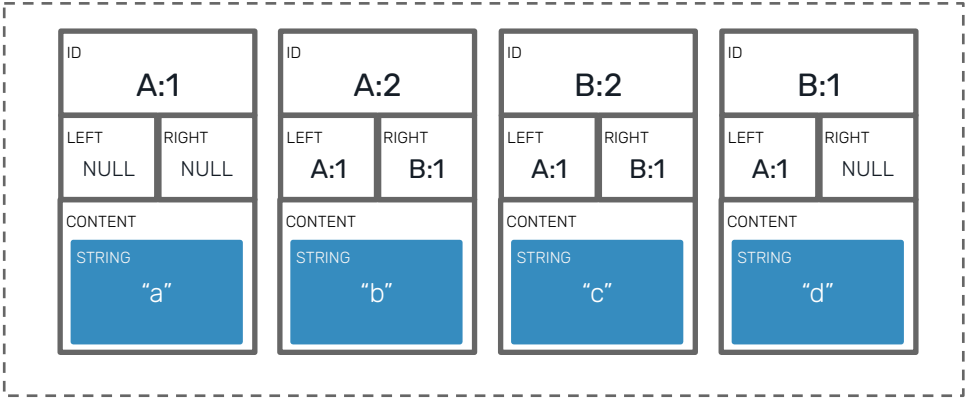 ID
A:1
LEFT
NULL
RIGHT
NULL
CONTENT
STRING
“a”
ID
A:2
LEFT
A:1
RIGHT
B:1
CONTENT
STRING
“b”
ID
B:2
LEFT
A:1
RIGHT
B:1
CONTENT
STRING
“c”
ID
B:1
LEFT
A:1
RIGHT
NULL
CONTENT
STRING
“d”